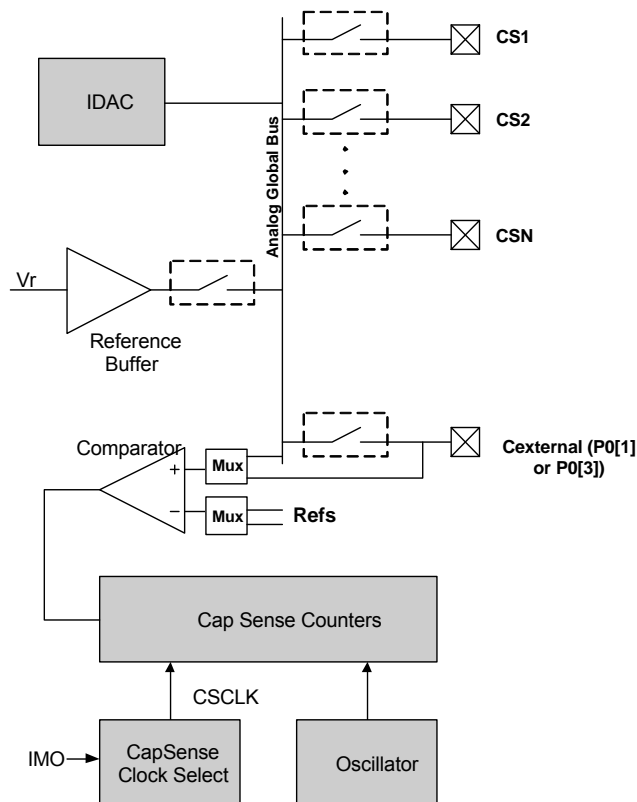 CS1
IDAC
CS2
Analog Global Bus
CSN
Vr
Reference
Buffer
Comparator
+
Mux
Cexternal (P0[1]
or P0[3])
−
Mux
Refs
Cap Sense Counters
CSCLK
IMO
CapSense
Clock Select
Oscillator